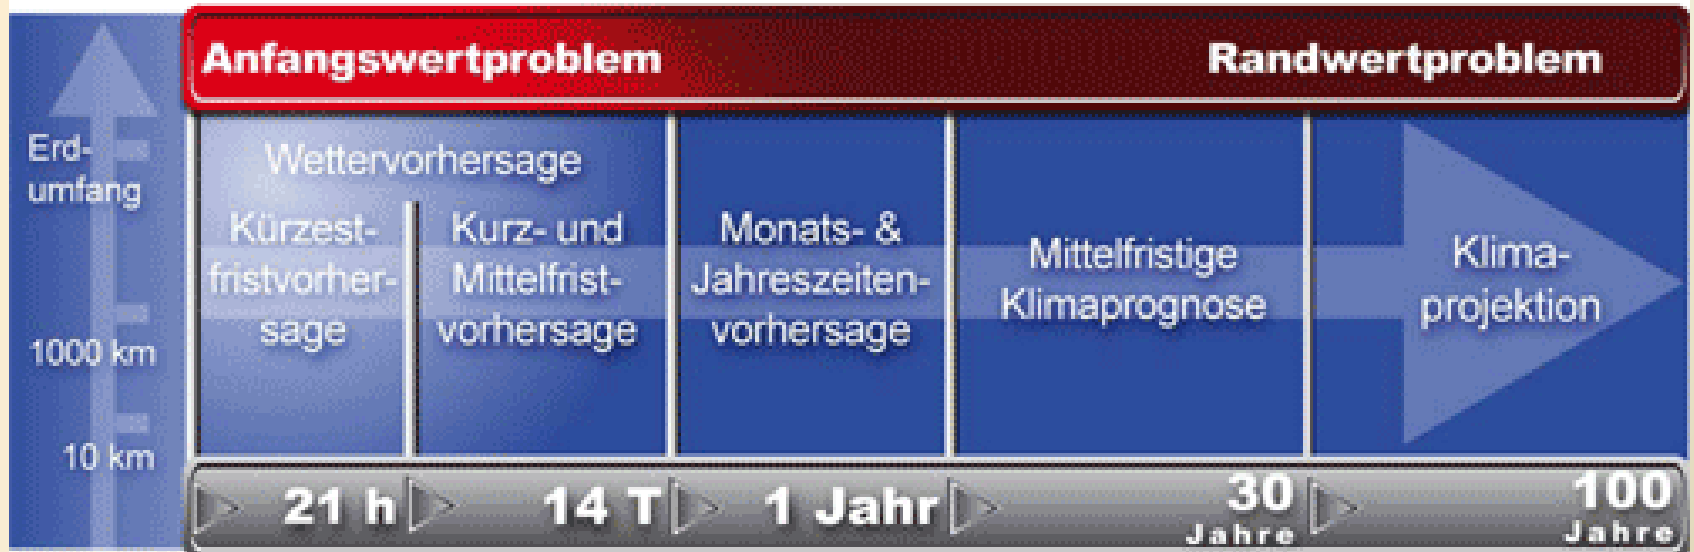 Anfangswertproblem
Randwertproblem
Erd-
umfang
1000 km
10 km
Wettervorhersage
Kürzest-
fristvorher-
sage
Kurz- und
Mittelfrist-
vorhersage
Monats- &
Jahreszeiten-
vorhersage
Mittelfristige
Klimaprognose
Klima-
projektion
21 h
14 T
1 Jahr
30
Jahre
100
Jahre